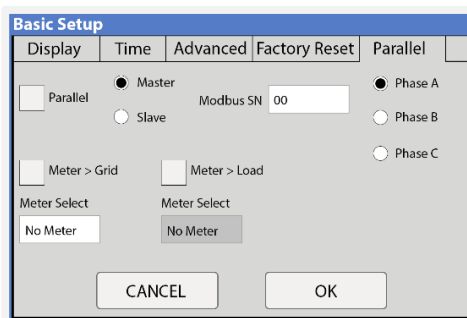 Basic Setup
Display Time Advanced Factory Reset Parallel
Parallel
Master
Slave
Modbus SN 00
Phase A
Phase B
Phase C
Meter > Grid
Meter > Load
Meter Select
Meter Select
No Meter
No Meter
CANCEL
OK